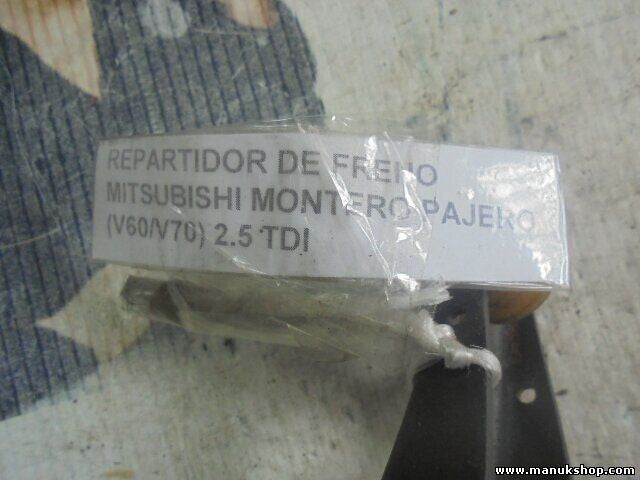 REPARTIDOR DE FRENO
MITSUBISHI MONTERO PAJERO
(V60/V70) 2.5 TDI
www.manukshop.com